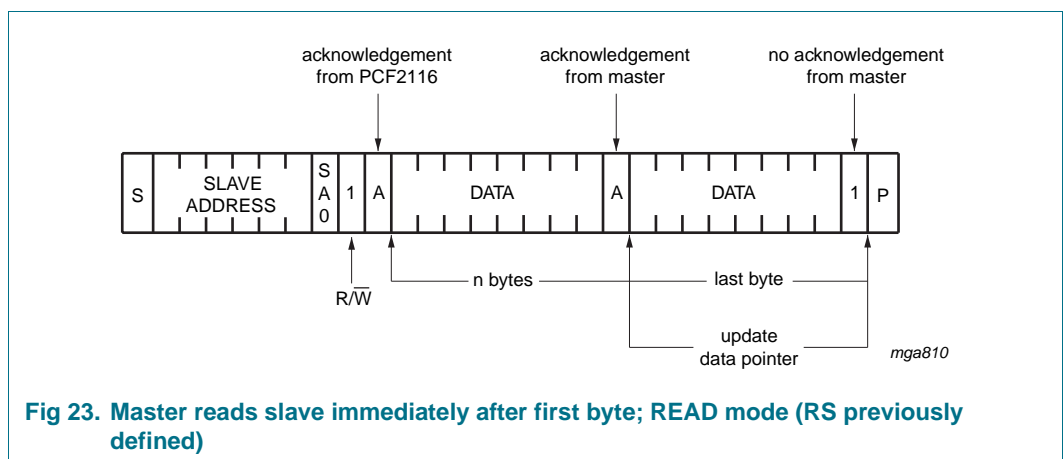 acknowledgement
from PCF2116
acknowledgement
from master
no acknowledgement
from master
S
SLAVE
ADDRESS
S
A
0
1
A
DATA
A
DATA
1
P
R/W̅
n bytes
last byte
update
data pointer
mga810
Fig 23. Master reads slave immediately after first byte; READ mode (RS previously
defined)